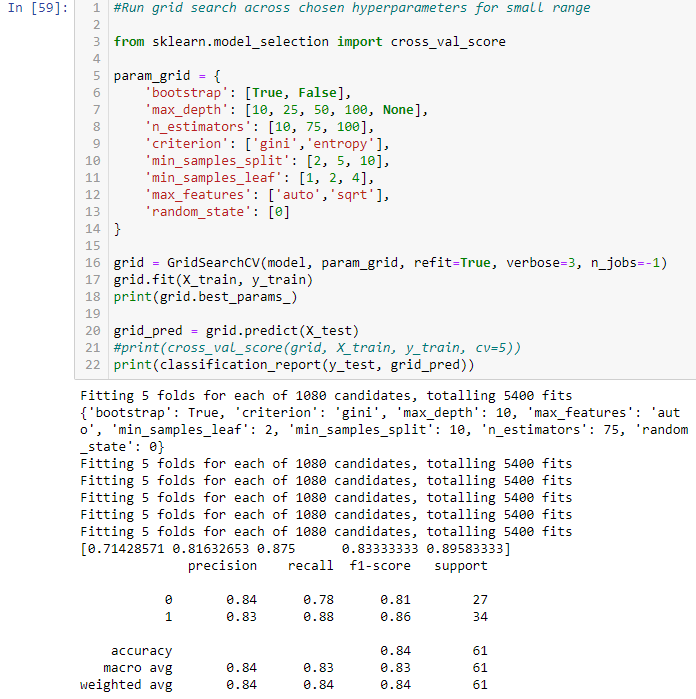 In [59]:
1 #Run grid search across chosen hyperparameters for small range
2
3 from sklearn.model_selection import cross_val_score
4
5 param_grid = {
6     'bootstrap': [True, False],
7     'max_depth': [10, 25, 50, 100, None],
8     'n_estimators': [10, 75, 100],
9     'criterion': ['gini','entropy'],
10     'min_samples_split': [2, 5, 10],
11     'min_samples_leaf': [1, 2, 4],
12     'max_features': ['auto','sqrt'],
13     'random_state': [0]
14 }
15
16 grid = GridSearchCV(model, param_grid, refit=True, verbose=3, n_jobs=-1)
17 grid.fit(X_train, y_train)
18 print(grid.best_params_)
19
20 grid_pred = grid.predict(X_test)
21 #print(cross_val_score(grid, X_train, y_train, cv=5))
22 print(classification_report(y_test, grid_pred))
Fitting 5 folds for each of 1080 candidates, totalling 5400 fits
{'bootstrap': True, 'criterion': 'gini', 'max_depth': 10, 'max_features': 'aut
o', 'min_samples_leaf': 2, 'min_samples_split': 10, 'n_estimators': 75, 'random
_state': 0}
Fitting 5 folds for each of 1080 candidates, totalling 5400 fits
Fitting 5 folds for each of 1080 candidates, totalling 5400 fits
Fitting 5 folds for each of 1080 candidates, totalling 5400 fits
Fitting 5 folds for each of 1080 candidates, totalling 5400 fits
Fitting 5 folds for each of 1080 candidates, totalling 5400 fits
[0.71428571 0.81632653 0.875      0.83333333 0.89583333]
              precision    recall  f1-score   support

           0       0.84      0.78      0.81        27
           1       0.83      0.88      0.86        34

    accuracy                           0.84        61
   macro avg       0.84      0.83      0.83        61
weighted avg       0.84      0.84      0.84        61